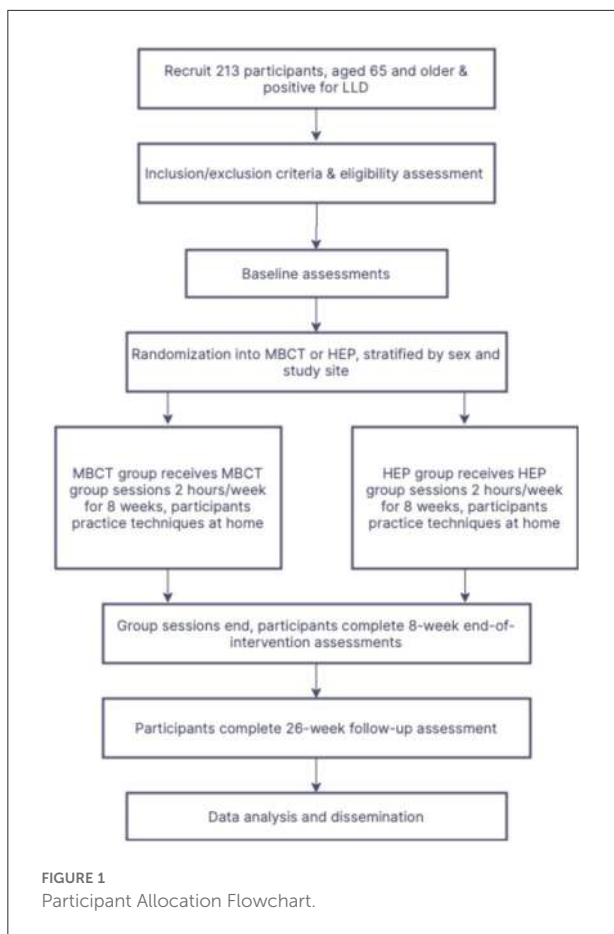 Recruit 213 participants, aged 65 and older &
positive for LLD
Inclusion/exclusion criteria & eligibility assessment
Baseline assessments
Randomization into MBCT or HEP, stratified by sex and
study site
MBCT group receives MBCT
group sessions 2 hours/week
for 8 weeks, participants
practice techniques at home
HEP group receives HEP
group sessions 2 hours/week
for 8 weeks, participants
practice techniques at home
Group sessions end, participants complete 8-week end-of-
intervention assessments
Participants complete 26-week follow-up assessment
Data analysis and dissemination
FIGURE 1
Participant Allocation Flowchart.